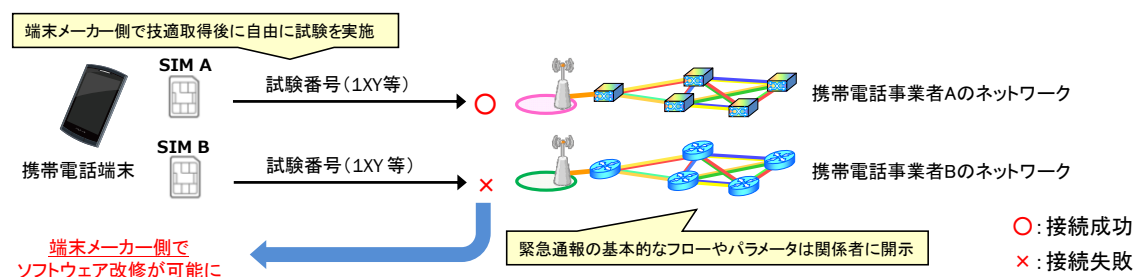 端末メーカー側で技適取得後に自由に試験を実施
SIM A
試験番号(1XY等)
○
携帯電話事業者Aのネットワーク
携帯電話端末
SIM B
試験番号(1XY 等)
×
携帯電話事業者Bのネットワーク
端末メーカー側で
ソフトウェア改修が可能に
緊急通報の基本的なフローやパラメータは関係者に開示
○:接続成功
×:接続失敗